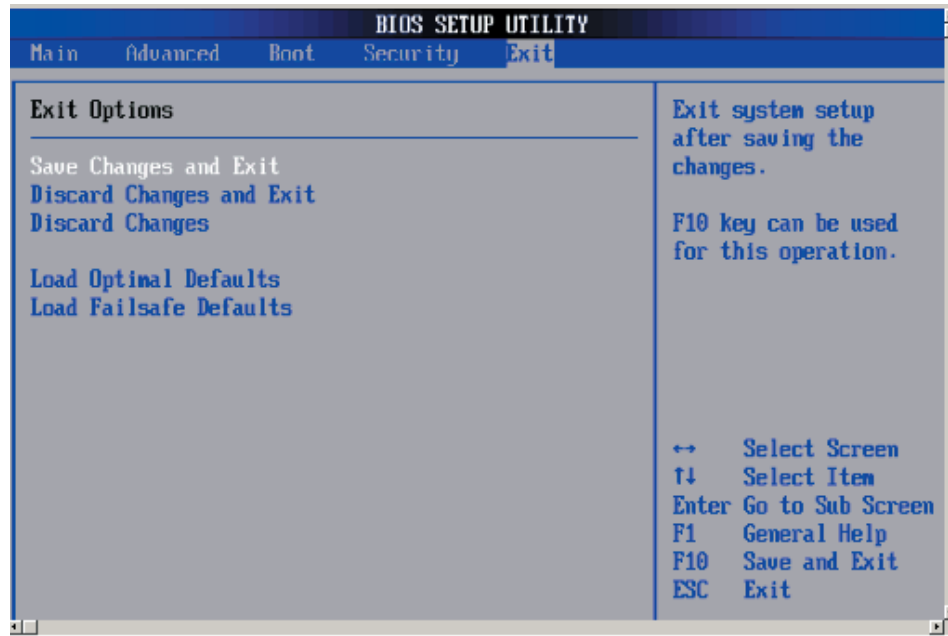 BIOS SETUP UTILITY
Main Advanced Boot Security Exit
Exit Options
Save Changes and Exit
Discard Changes and Exit
Discard Changes
Load Optimal Defaults
Load Failsafe Defaults
Exit system setup
after saving the
changes.
F10 key can be used
for this operation.
↔ Select Screen
↑↓ Select Item
Enter Go to Sub Screen
F1 General Help
F10 Save and Exit
ESC Exit